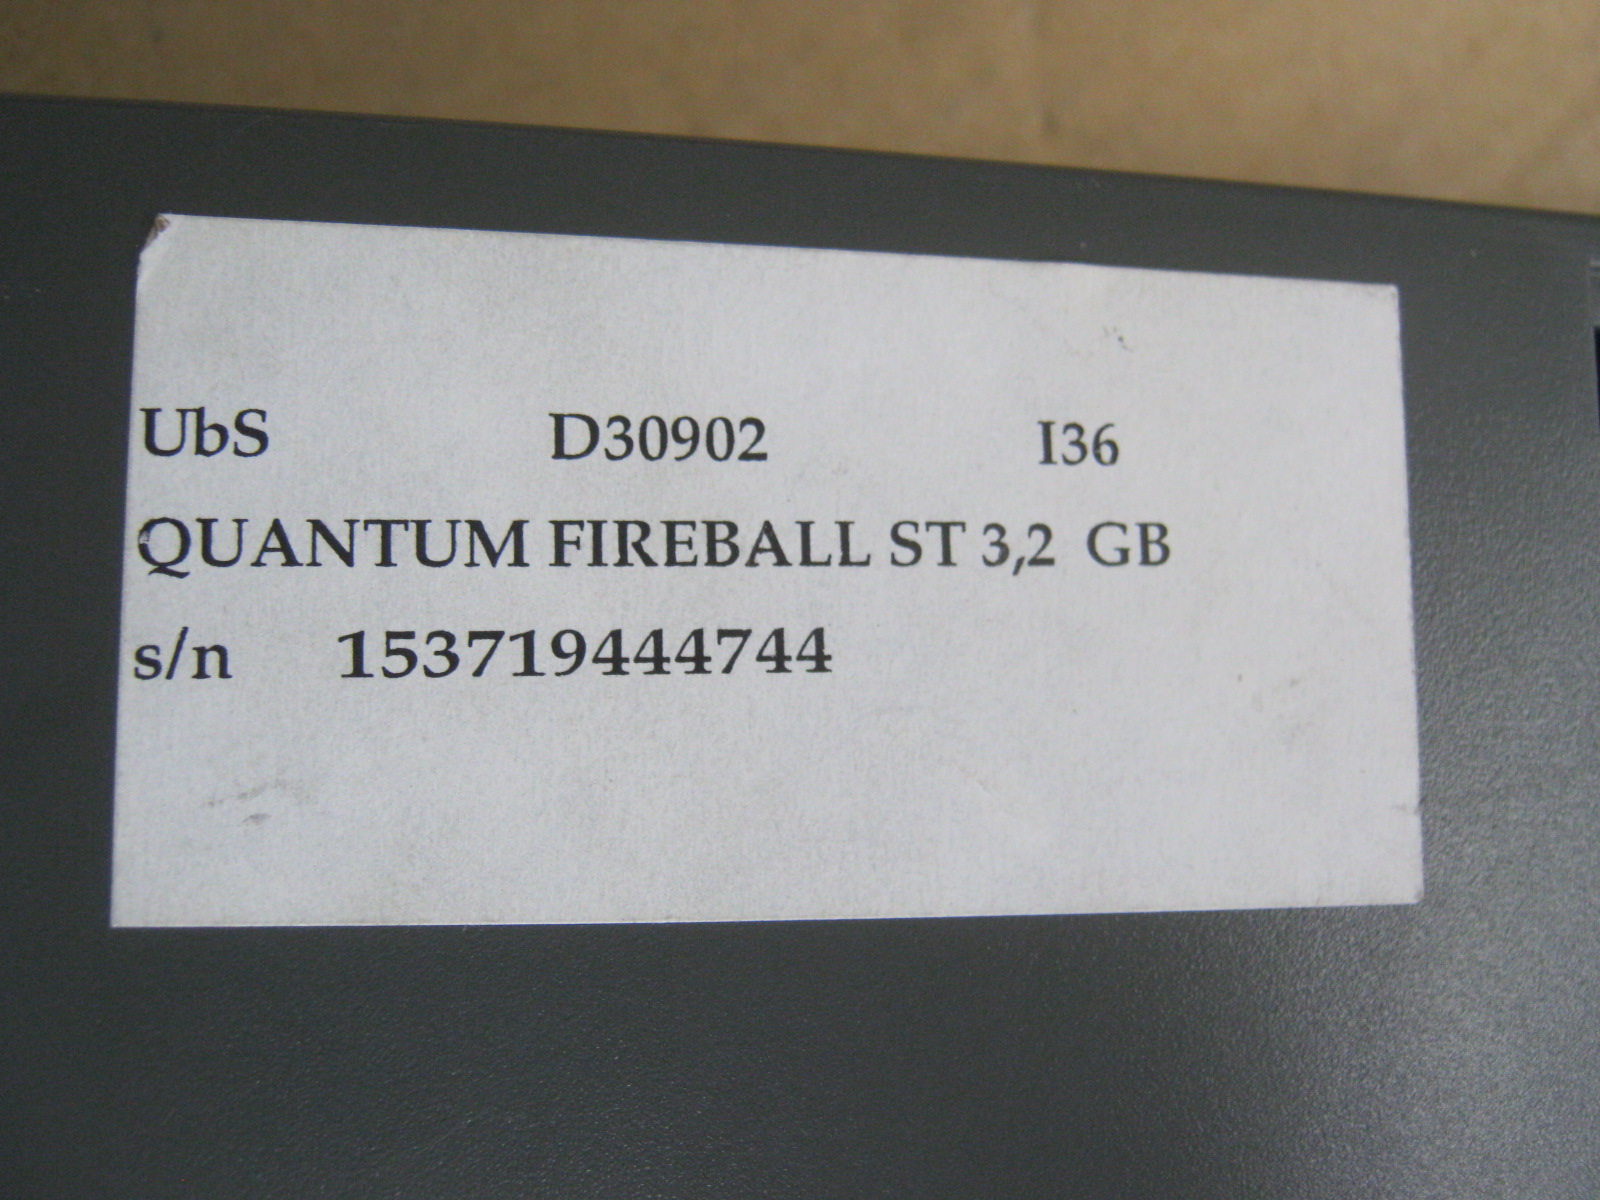 UbS D30902 I36
QUANTUM FIREBALL ST 3,2 GB
s/n 153719444744